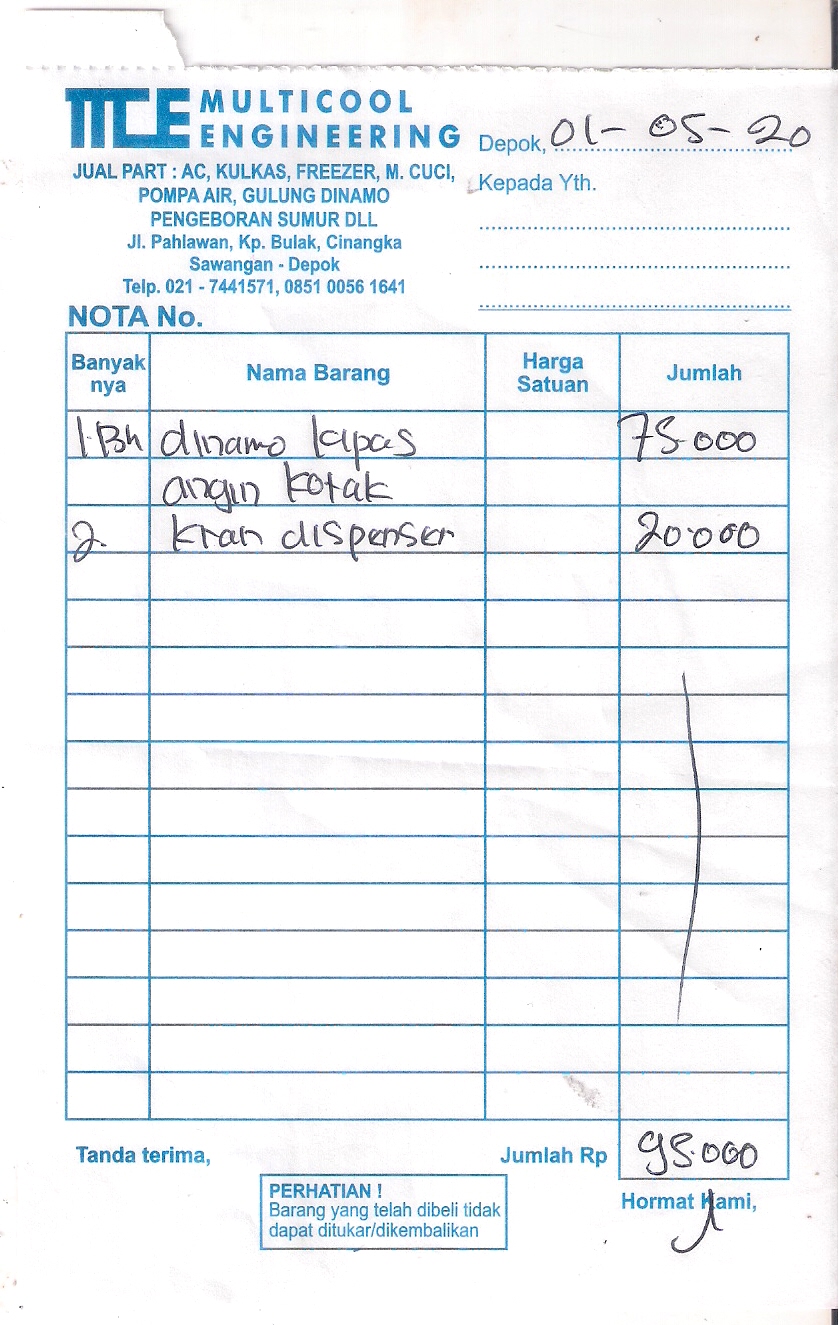 MCE MULTICOOL
ENGINEERING
JUAL PART : AC, KULKAS, FREEZER, M. CUCI,
POMPA AIR, GULUNG DINAMO
PENGEBORAN SUMUR DLL
Jl. Pahlawan, Kp. Bulak, Cinangka
Sawangan - Depok
Telp. 021 - 7441571, 0851 0056 1641
Depok, 01-05-20
Kepada Yth.
NOTA No.
Banyak nya Nama Barang Harga Satuan Jumlah
1.Bh dinamo kipas 75.000
angin kotak
2. kran dispenser 20.000
Jumlah Rp 95.000
Tanda terima,
PERHATIAN !
Barang yang telah dibeli tidak
dapat ditukar/dikembalikan
Hormat Kami,